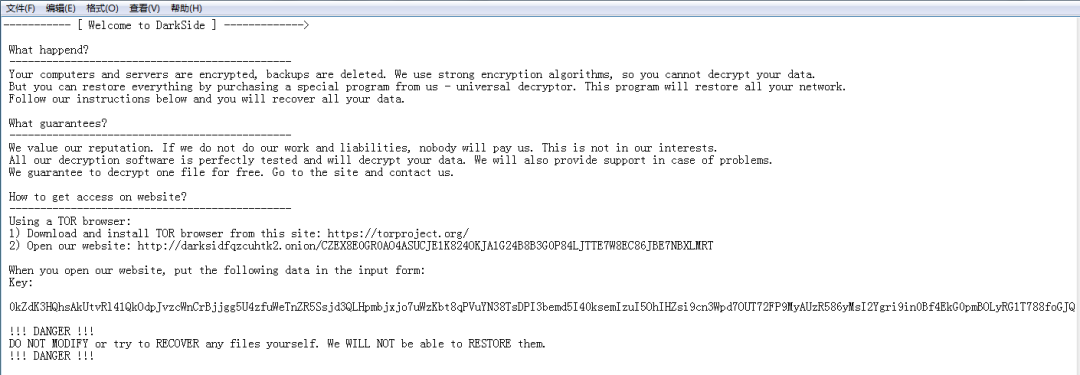 文件(F) 编辑(E) 格式(O) 查看(V) 帮助(H)
----------- [ Welcome to DarkSide ] ------------->
What happend?
----------------------------------------------
Your computers and servers are encrypted, backups are deleted. We use strong encryption algorithms, so you cannot decrypt your data.
But you can restore everything by purchasing a special program from us - universal decryptor. This program will restore all your network.
Follow our instructions below and you will recover all your data.
What guarantees?
----------------------------------------------
We value our reputation. If we do not do our work and liabilities, nobody will pay us. This is not in our interests.
All our decryption software is perfectly tested and will decrypt your data. We will also provide support in case of problems.
We guarantee to decrypt one file for free. Go to the site and contact us.
How to get access on website?
----------------------------------------------
Using a TOR browser:
1) Download and install TOR browser from this site: https://torproject.org/
2) Open our website: http://darksidfqzcuhtk2.onion/CZEX8E0GR0AO4ASUCJE1K824OKJA1G24B8B3G0P84LJTTE7W8EC86JBE7NBXLMRT
When you open our website, put the following data in the input form:
Key:
0kZdK3HQhsAkUtvRl41QkOdpJvzcWnCrBjjgg5U4zfuWeTnZR5Ssjd3QLHpmbjxjo7uWzKbt8qPVuYN38TsDPI3bemd5I40ksemIzuI5OhIHZsi9cn3Wpd7OUT72FP9MyAUzR586yMsI2Ygri9in0Bf4EkG0pmBOLyRG1T788foGJQ
!!! DANGER !!!
DO NOT MODIFY or try to RECOVER any files yourself. We WILL NOT be able to RESTORE them.
!!! DANGER !!!